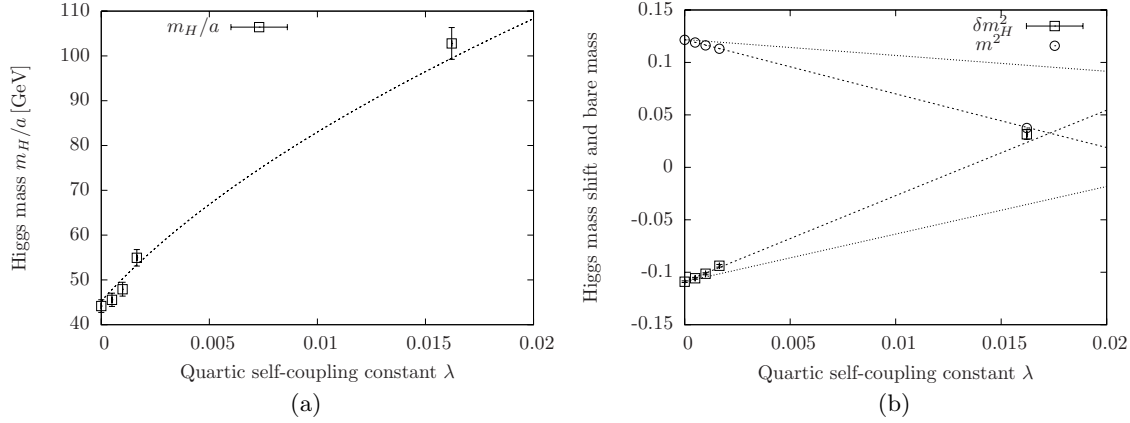 110
100
90
80
70
60
50
40
0
0.005
0.01
0.015
0.02
Higgs mass m_H/a [GeV]
Quartic self-coupling constant λ
m_H/a
(a)
0.15
0.1
0.05
0
-0.05
-0.1
-0.15
0
0.005
0.01
0.015
0.02
Higgs mass shift and bare mass
Quartic self-coupling constant λ
δm²_H
m²
(b)